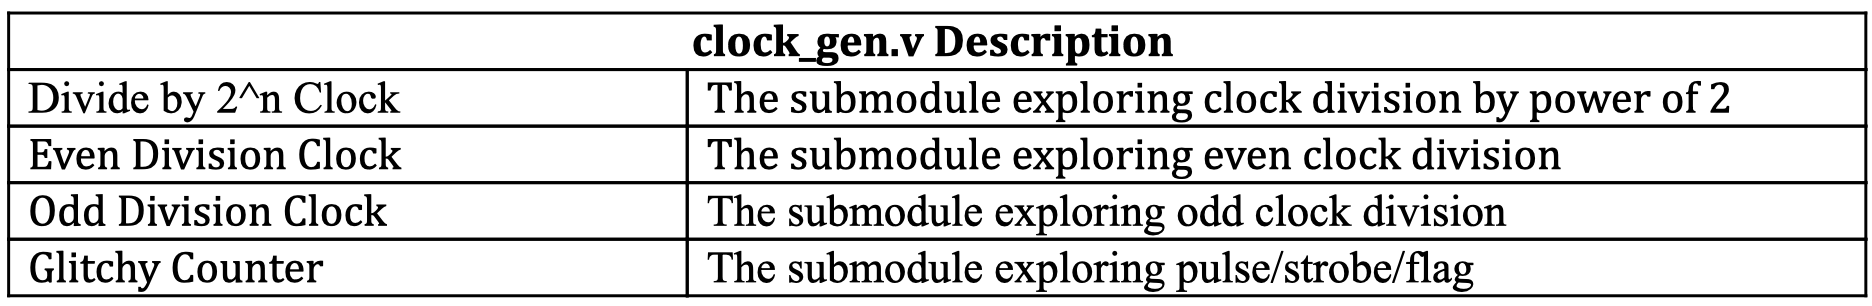 clock_gen.v Description
Divide by 2^n Clock The submodule exploring clock division by power of 2
Even Division Clock The submodule exploring even clock division
Odd Division Clock The submodule exploring odd clock division
Glitchy Counter The submodule exploring pulse/strobe/flag